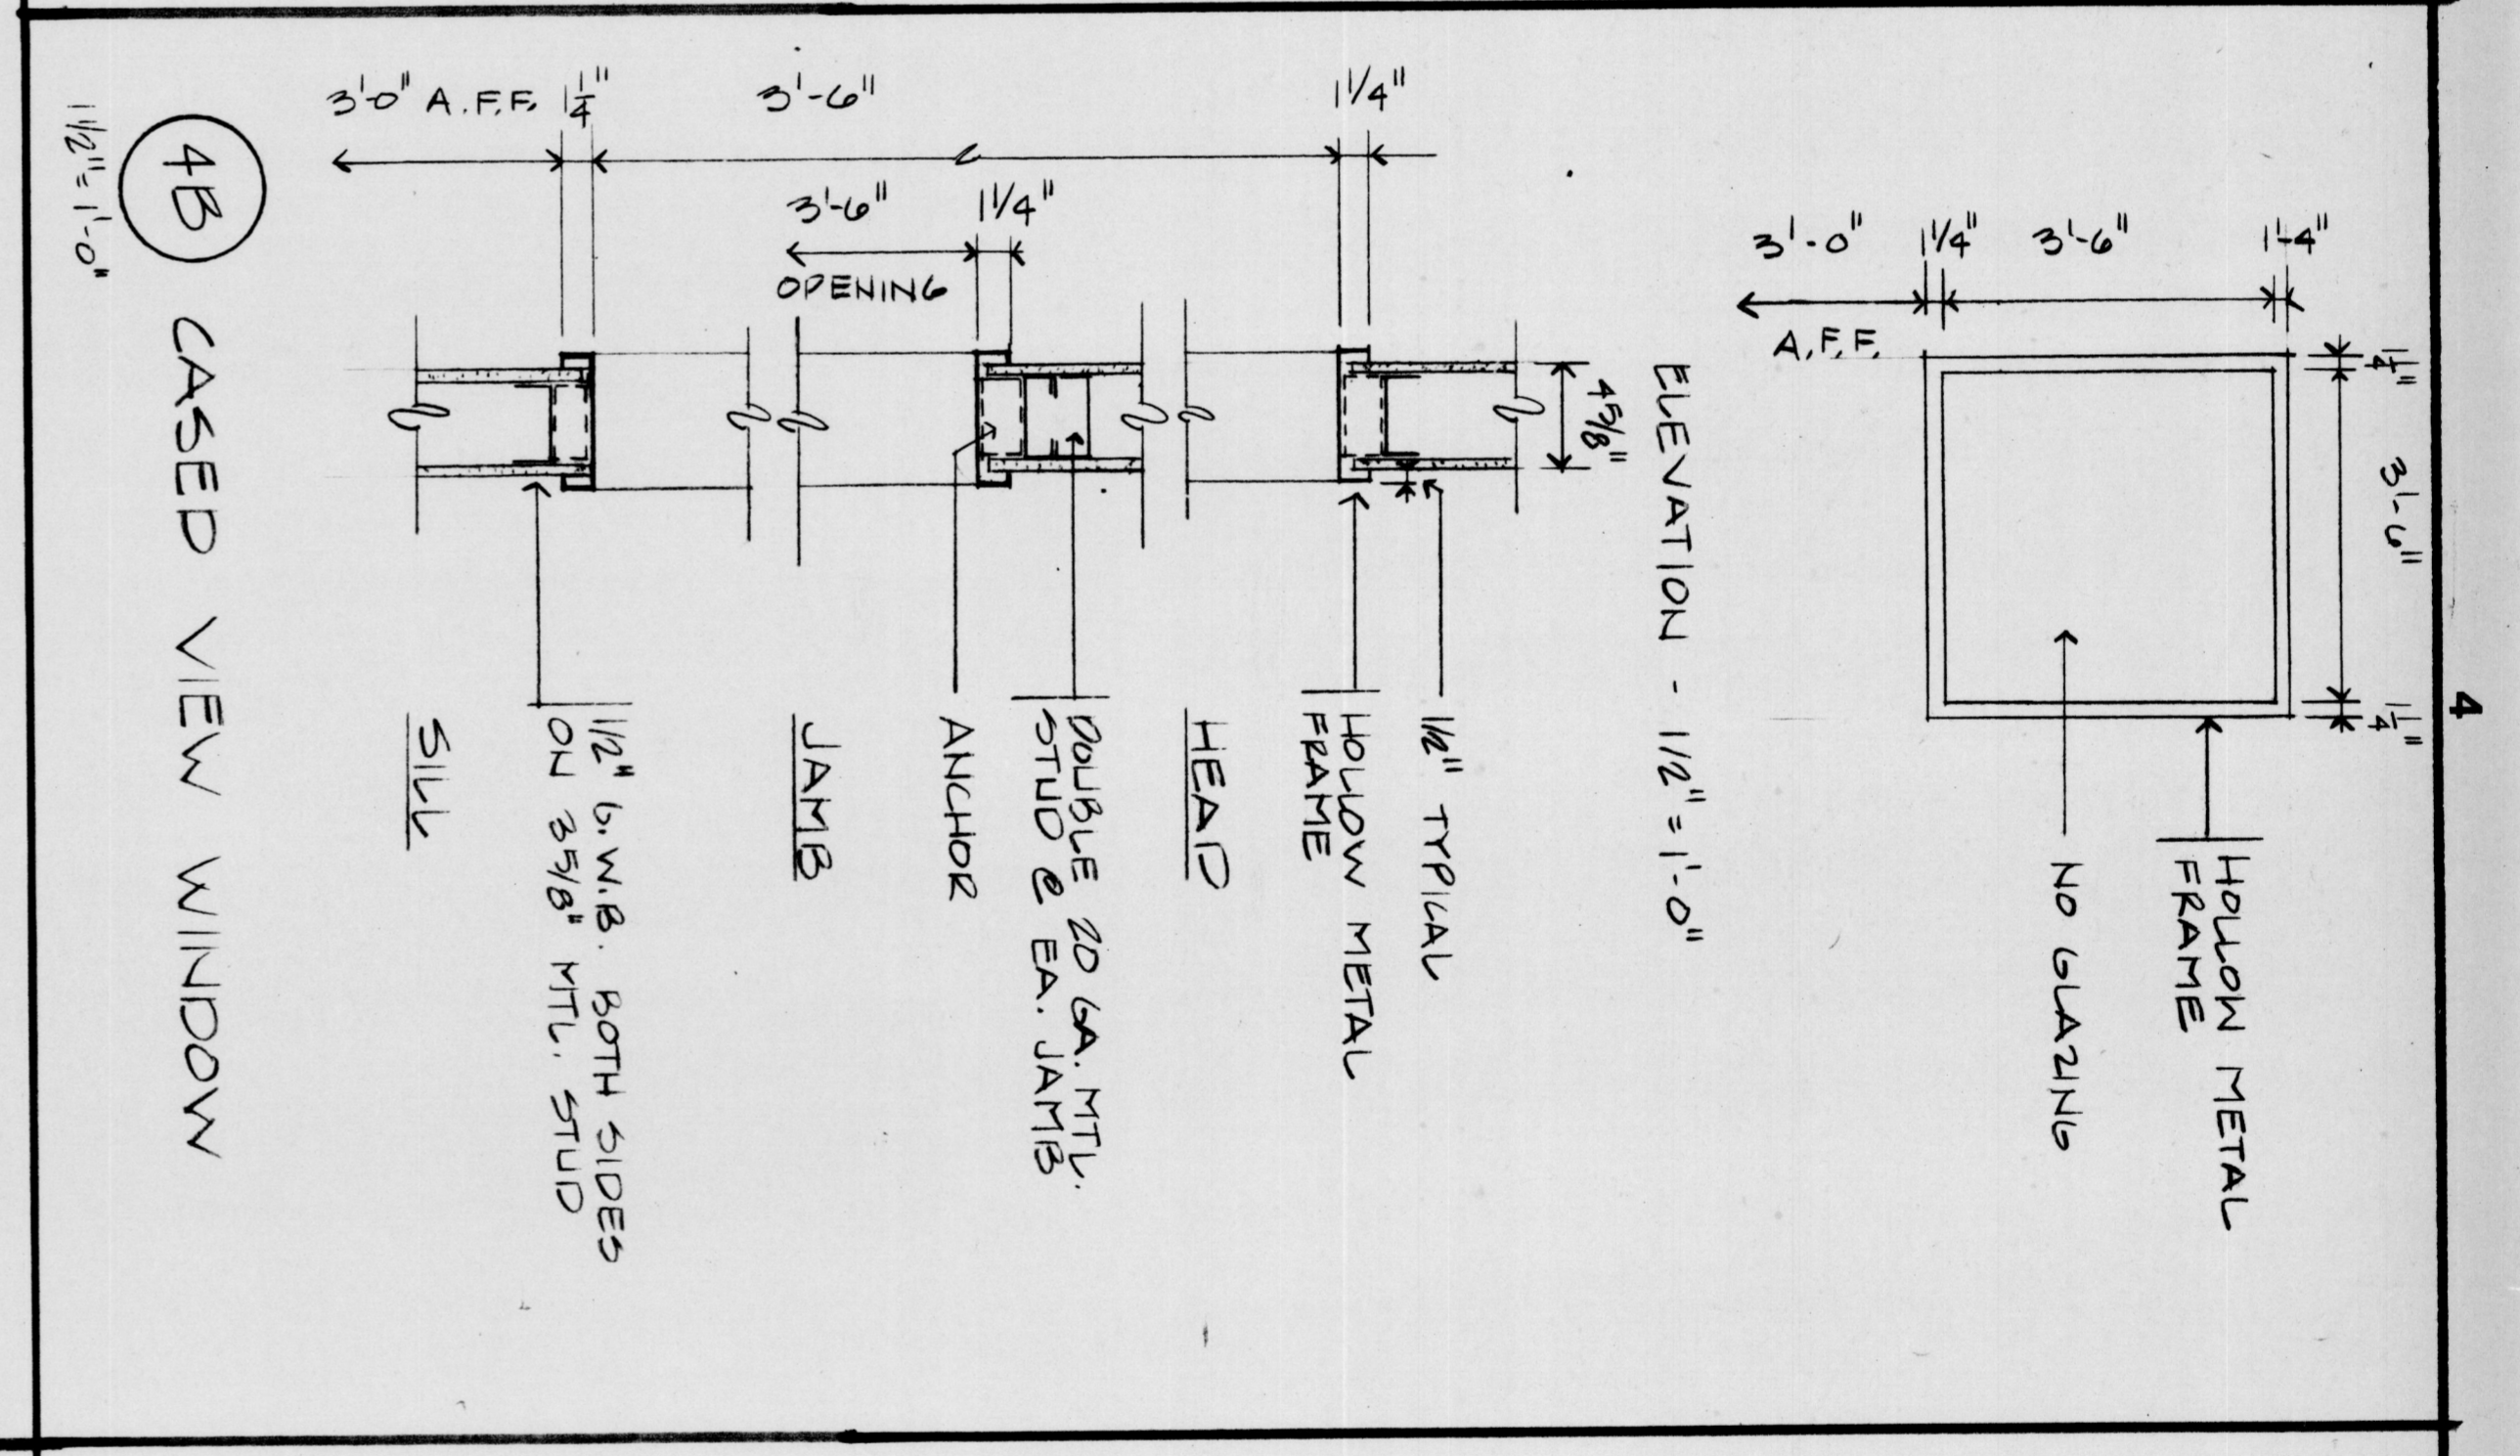 4
1 1/4"
3'-6"
1 1/4"
3'-0"
1 1/4"
3'-6"
1'-4"
A.F.F.
HOLLOW METAL
FRAME
NO GLAZING
ELEVATION - 1 1/2" = 1'-0"
4 5/8"
1 1/4"
1/2" TYPICAL
HOLLOW METAL
FRAME
HEAD
3'-6"
3'-6"
OPENING
1 1/4"
DOUBLE 20 GA. MTL.
STUD @ EA. JAMB
ANCHOR
JAMB
3'-0" A.F.F.
1 1/4"
1/2" G.W.B. BOTH SIDES
ON 3 5/8" MTL. STUD
SILL
4B CASED VIEW WINDOW
1 1/2" = 1'-0"